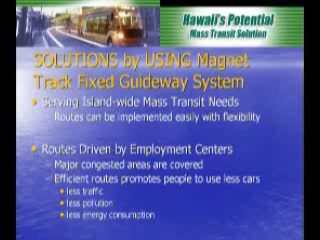 Hawaii's Potential
Mass Transit Solution
SOLUTIONS by USING Magnet
Track Fixed Guideway System
• Serving Island-wide Mass Transit Needs
– Routes can be implemented easily with flexibility
• Routes Driven by Employment Centers
– Major congested areas are covered
– Efficient routes promotes people to use less cars
• less traffic
• less pollution
• less energy consumption